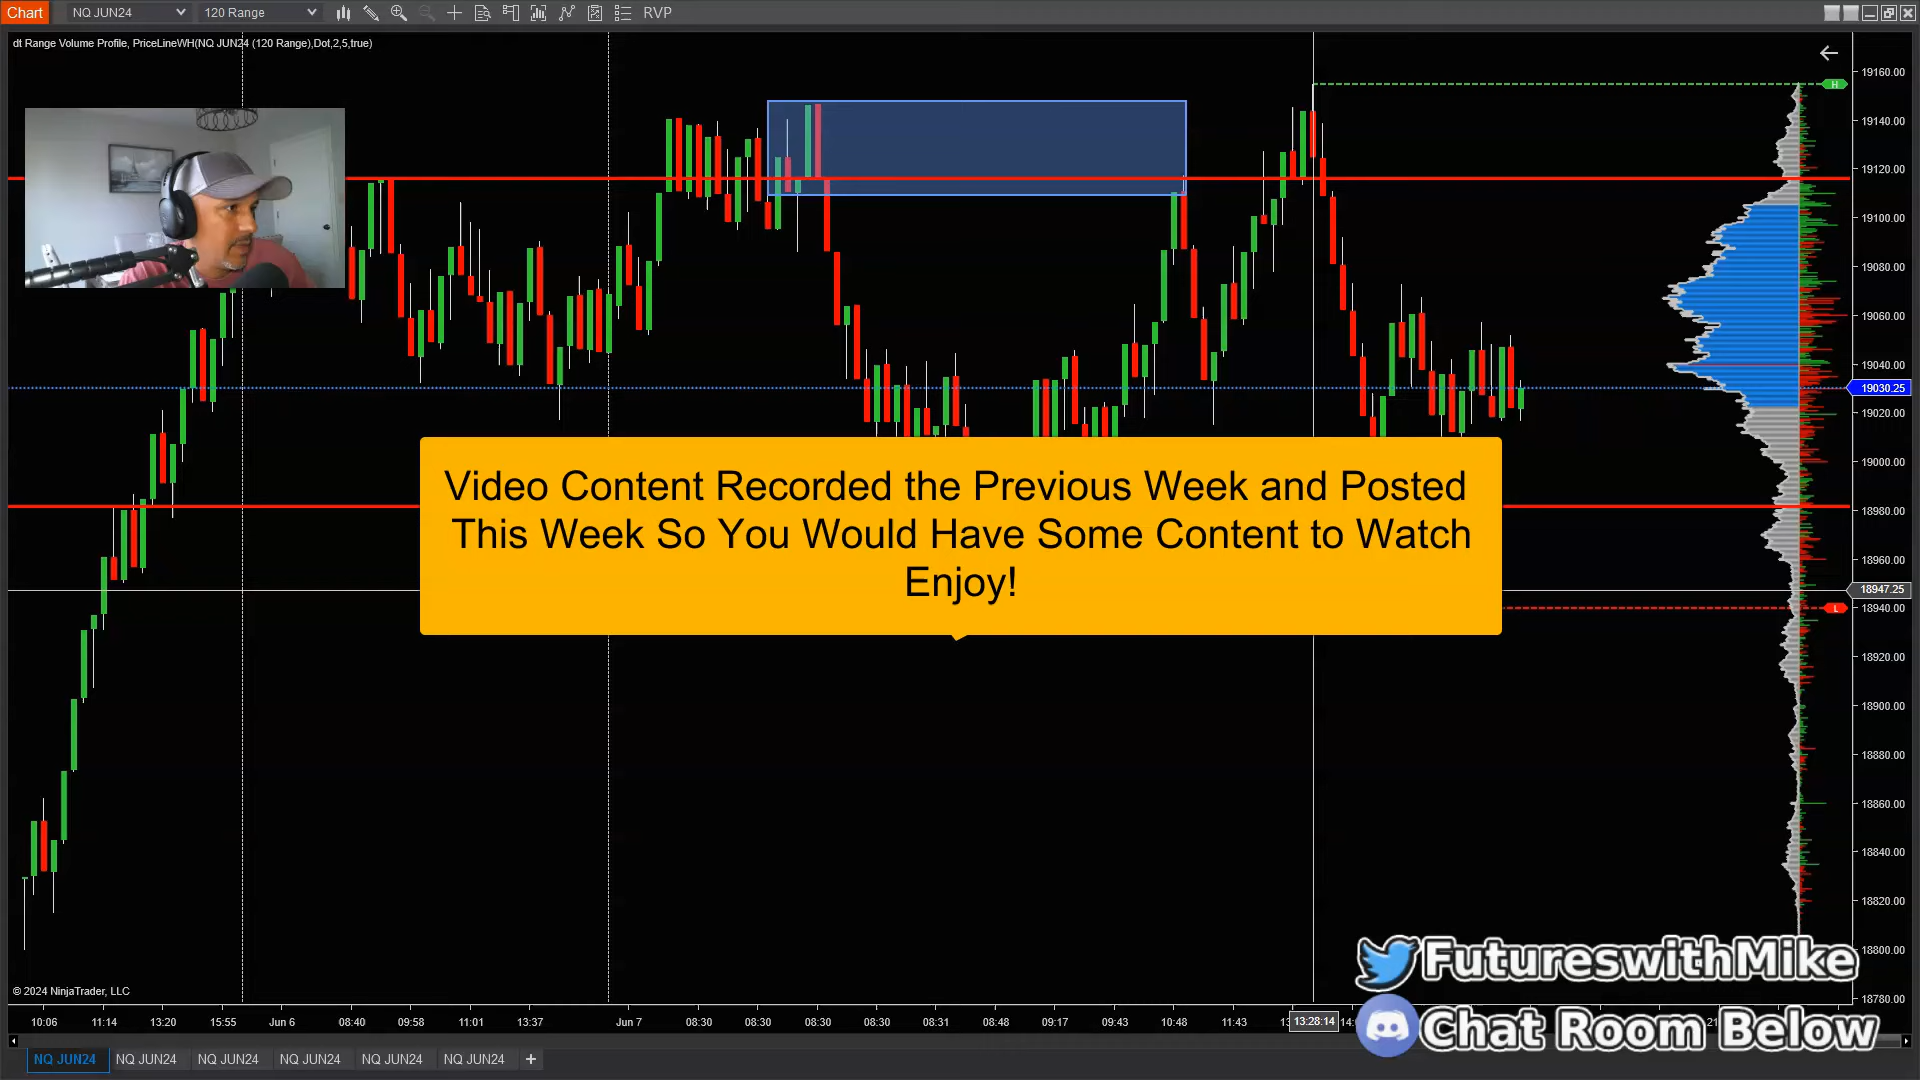 Chart NQ JUN24 120 Range RVP
dt Range Volume Profile, PriceLineWH(NQ JUN24 (120 Range),Dot,2,5,true)
19160.00
H
19140.00
19120.00
19100.00
19080.00
19060.00
19040.00
19030.25
19020.00
19000.00
18980.00
18960.00
18947.25
18940.00
L
18920.00
18900.00
18880.00
18860.00
18840.00
18820.00
18800.00
18780.00
Video Content Recorded the Previous Week and Posted
This Week So You Would Have Some Content to Watch
Enjoy!
FutureswithMike
Chat Room Below
© 2024 NinjaTrader, LLC
10:06 11:14 13:20 15:55 Jun 6 08:40 09:58 11:01 13:37 Jun 7 08:30 08:30 08:30 08:30 08:31 08:48 09:17 09:43 10:48 11:43 13:28:14
NQ JUN24 NQ JUN24 NQ JUN24 NQ JUN24 NQ JUN24 NQ JUN24 +